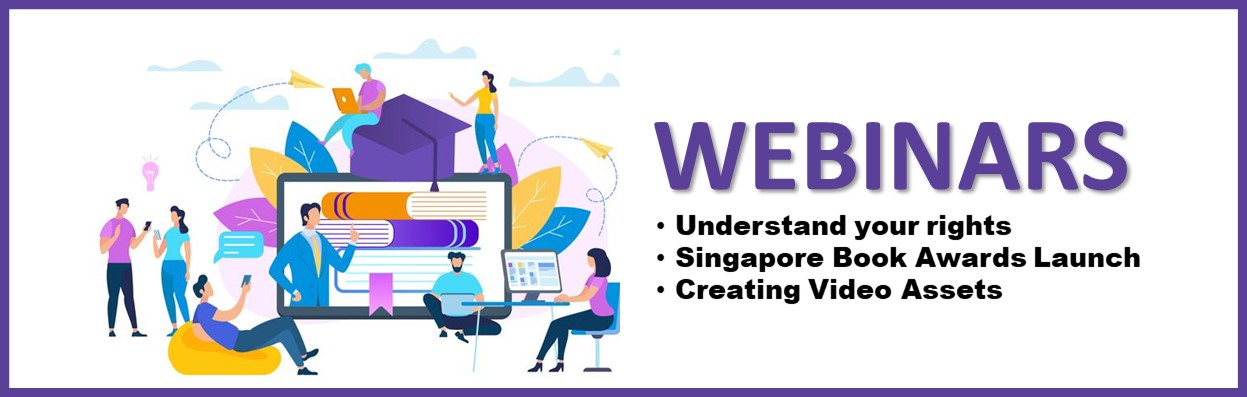 WEBINARS
• Understand your rights
• Singapore Book Awards Launch
• Creating Video Assets